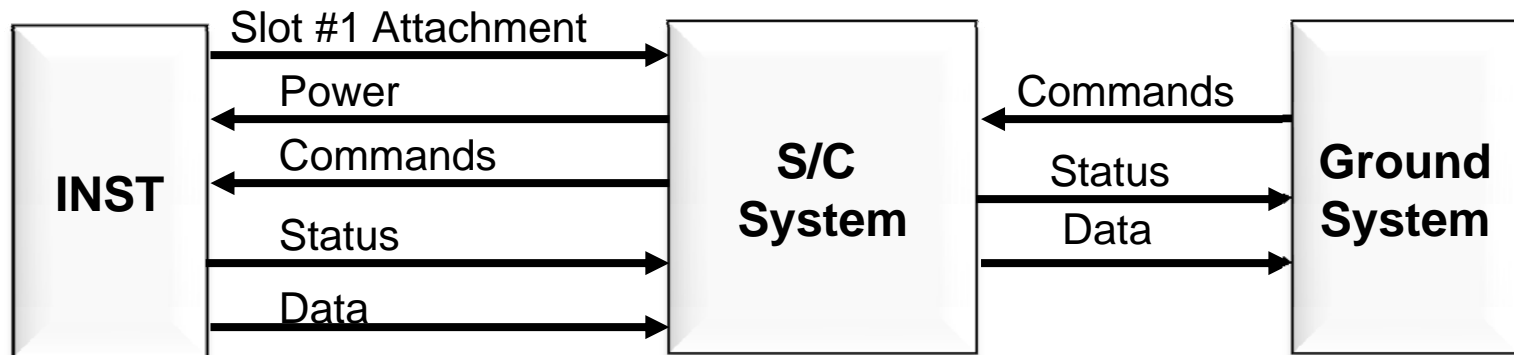 Slot #1 Attachment
Power
Commands
Status
Data
INST
S/C
System
Commands
Status
Data
Ground
System